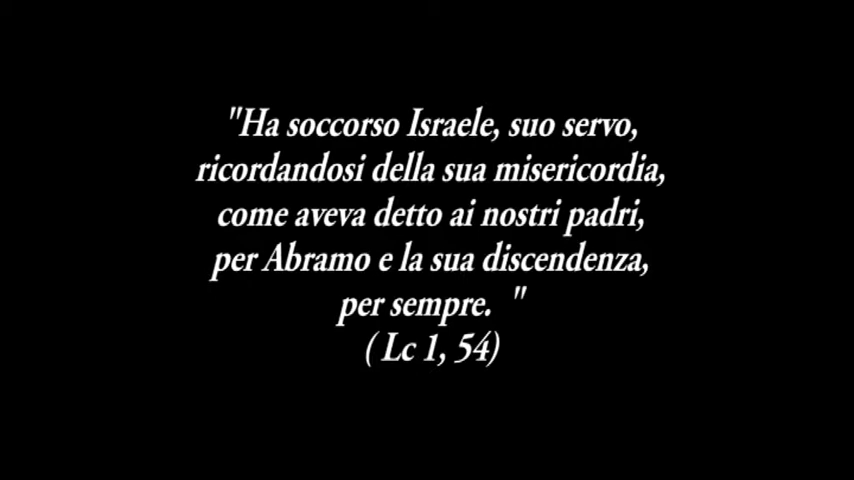 "Ha soccorso Israele, suo servo,
ricordandosi della sua misericordia,
come aveva detto ai nostri padri,
per Abramo e la sua discendenza,
per sempre.  "
( Lc 1, 54)